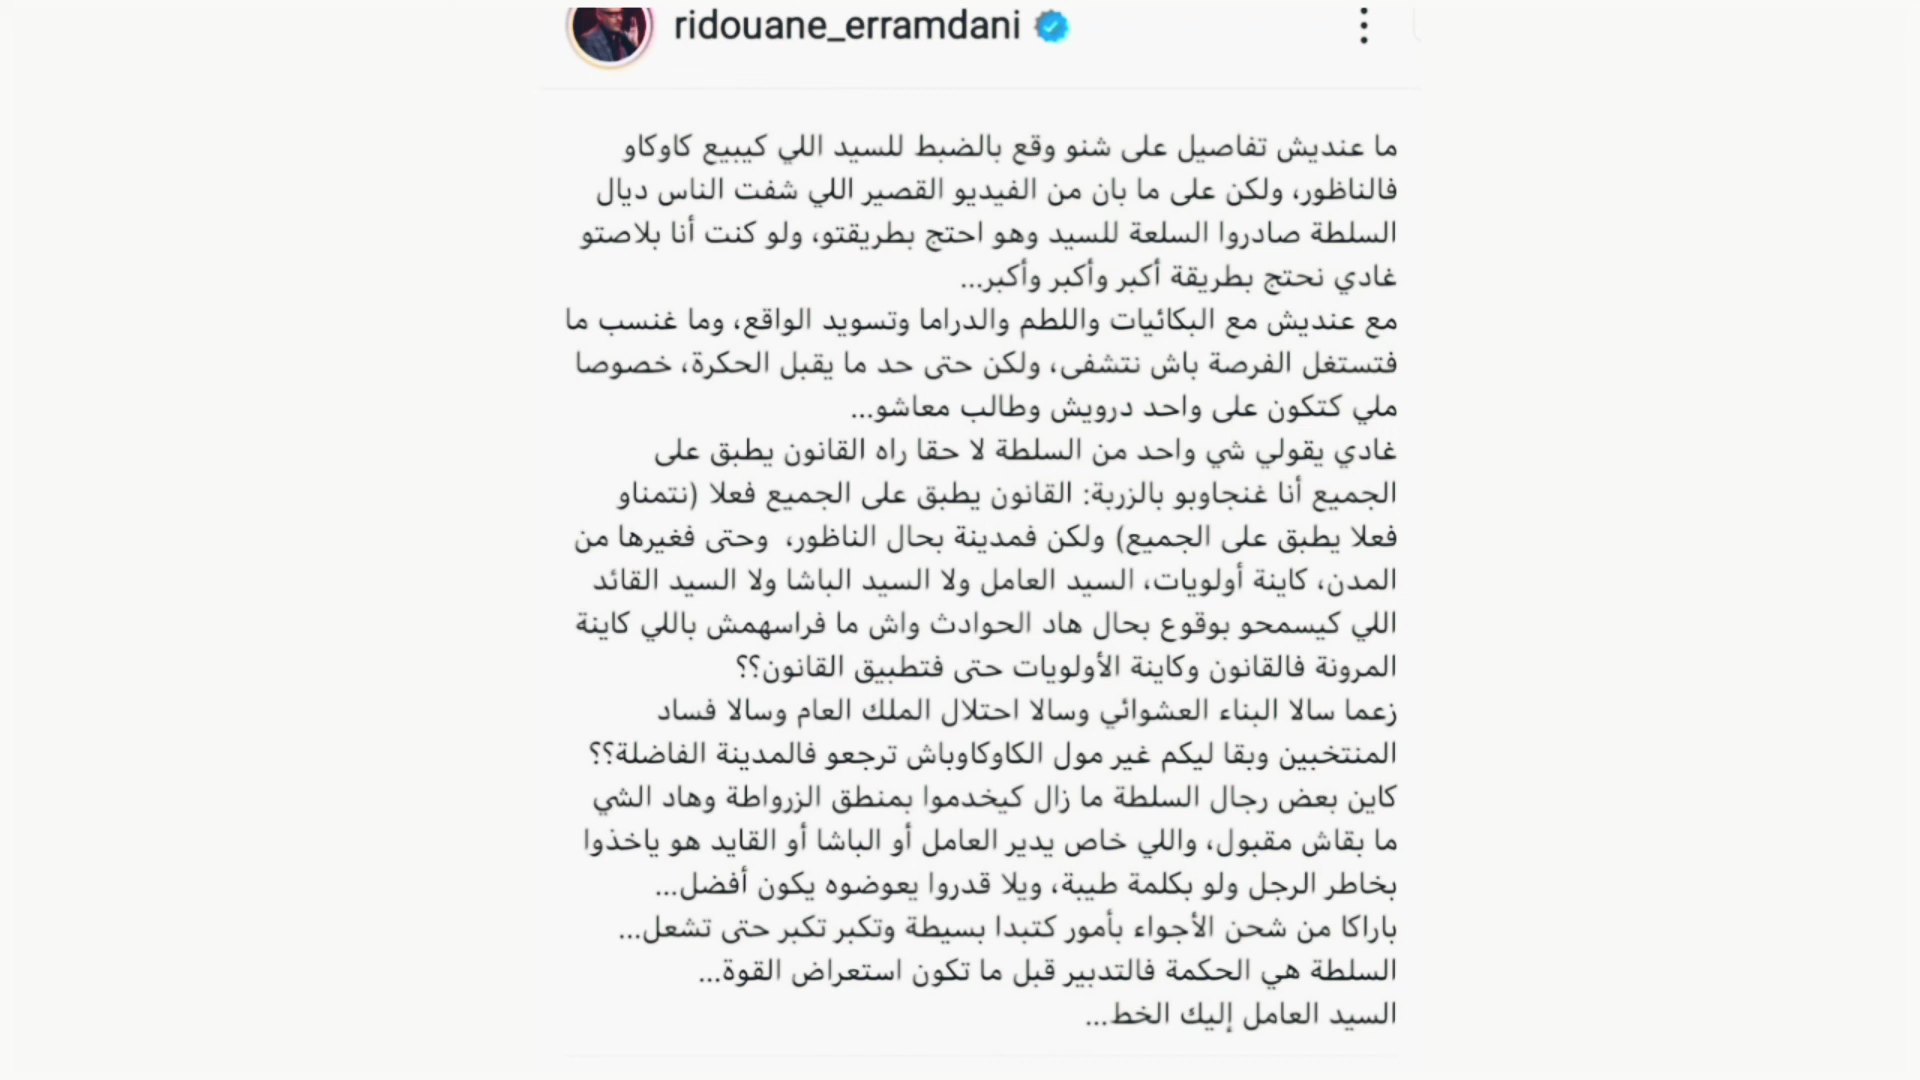 ridouane_erramdani
ما عنديش تفاصيل على شنو وقع بالضبط للسيد اللي كيبيع كاوكاو
فالناظور، ولكن على ما بان من الفيديو القصير اللي شفت الناس ديال
السلطة صادروا السلعة للسيد وهو احتج بطريقتو، ولو كنت أنا بلاصتو
غادي نحتج بطريقة أكبر وأكبر وأكبر...
مع عنديش مع البكائيات واللطم والدراما وتسويد الواقع، وما غنسب ما
فتستغل الفرصة باش نتشفى، ولكن حتى حد ما يقبل الحكرة، خصوصا
ملي كتكون على واحد درويش وطالب معاشو...
غادي يقولي شي واحد من السلطة لا حقا راه القانون يطبق على
الجميع أنا غنجاوبو بالزربة: القانون يطبق على الجميع فعلا (نتمناو
فعلا يطبق على الجميع) ولكن فمدينة بحال الناظور، وحتى فغيرها من
المدن، كاينة أولويات، السيد العامل ولا السيد الباشا ولا السيد القائد
اللي كيسمحو بوقوع بحال هاد الحوادث واش ما فراسهمش باللي كاينة
المرونة فالقانون وكاينة الأولويات حتى فتطبيق القانون؟؟
زعما سالا البناء العشوائي وسالا احتلال الملك العام وسالا فساد
المنتخبين وبقا ليكم غير مول الكاوكاوباش ترجعو فالمدينة الفاضلة؟؟
كاين بعض رجال السلطة ما زال كيخدموا بمنطق الزرواطة وهاد الشي
ما بقاش مقبول، واللي خاص يدير العامل أو الباشا أو القايد هو ياخذوا
بخاطر الرجل ولو بكلمة طيبة، ويلا قدروا يعوضوه يكون أفضل...
باراكا من شحن الأجواء بأمور كتبدا بسيطة وتكبر تكبر حتى تشعل...
السلطة هي الحكمة فالتدبير قبل ما تكون استعراض القوة...
السيد العامل إليك الخط...